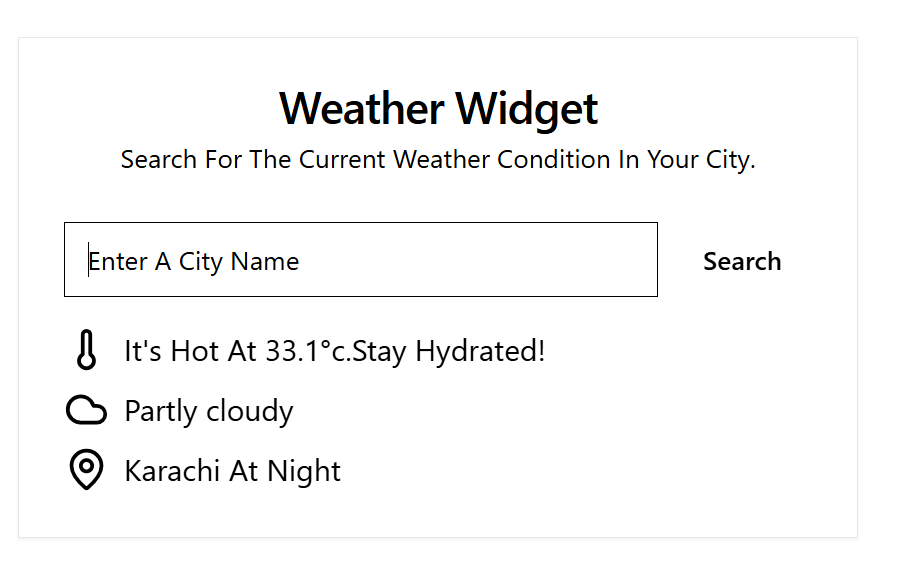 Weather Widget
Search For The Current Weather Condition In Your City.
Enter A City Name
Search
It's Hot At 33.1°c.Stay Hydrated!
Partly cloudy
Karachi At Night